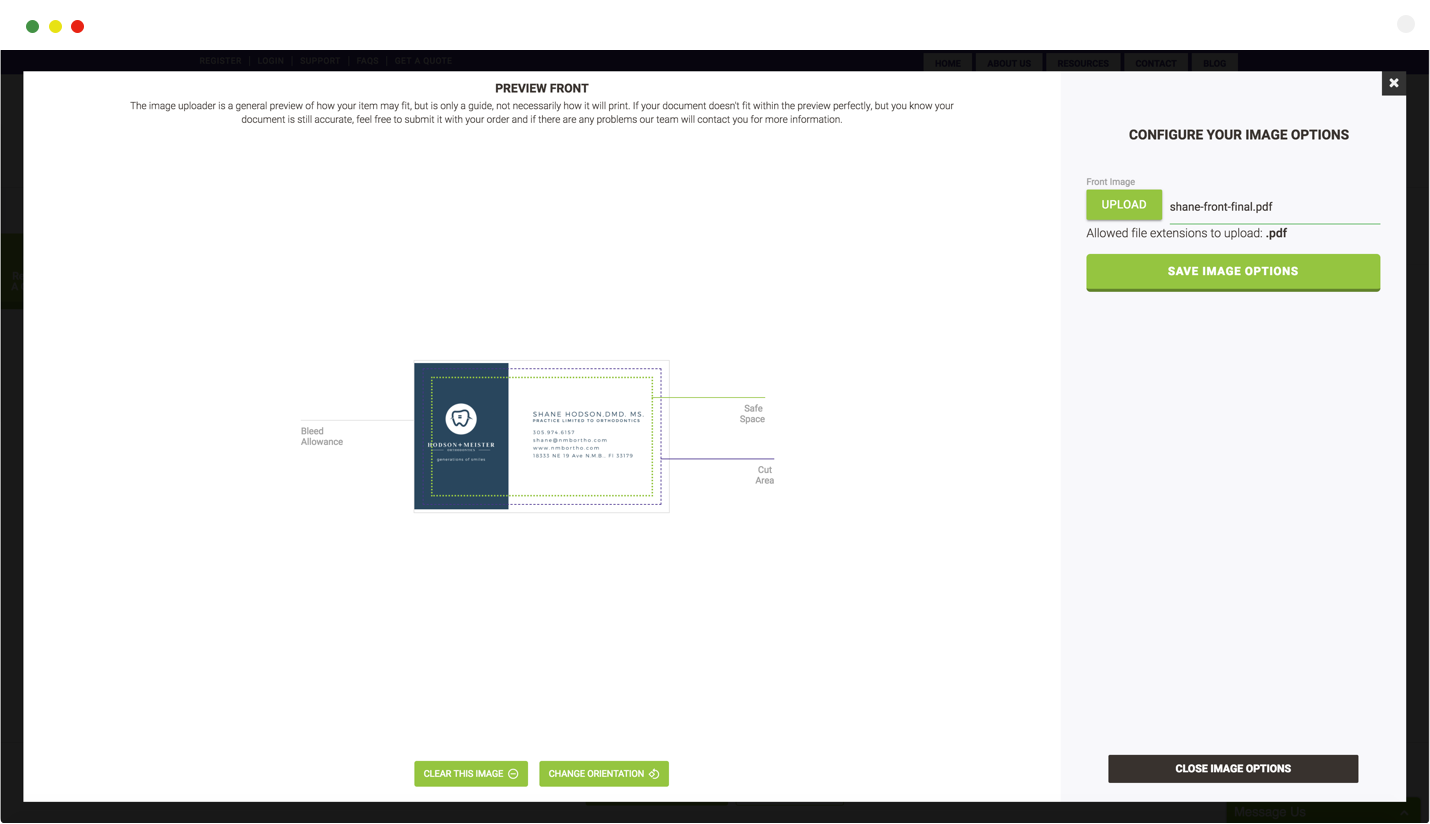 REGISTER | LOGIN | SUPPORT | FAQS | GET A QUOTE
HOME ABOUT US RESOURCES CONTACT BLOG
PREVIEW FRONT
The image uploader is a general preview of how your item may fit, but is only a guide, not necessarily how it will print. If your document doesn't fit within the preview perfectly, but you know your
document is still accurate, feel free to submit it with your order and if there are any problems our team will contact you for more information.
Bleed
Allowance
HODSON+MEISTER
ORTHODONTICS
generations of smiles
SHANE HODSON,DMD, MS.
PRACTICE LIMITED TO ORTHODONTICS
305.974.6157
shane@nmbortho.com
www.nmbortho.com
18333 NE 19 Ave N.M.B., Fl 33179
Safe
Space
Cut
Area
CLEAR THIS IMAGE
CHANGE ORIENTATION
CONFIGURE YOUR IMAGE OPTIONS
Front Image
UPLOAD
shane-front-final.pdf
Allowed file extensions to upload: .pdf
SAVE IMAGE OPTIONS
CLOSE IMAGE OPTIONS
Message Us